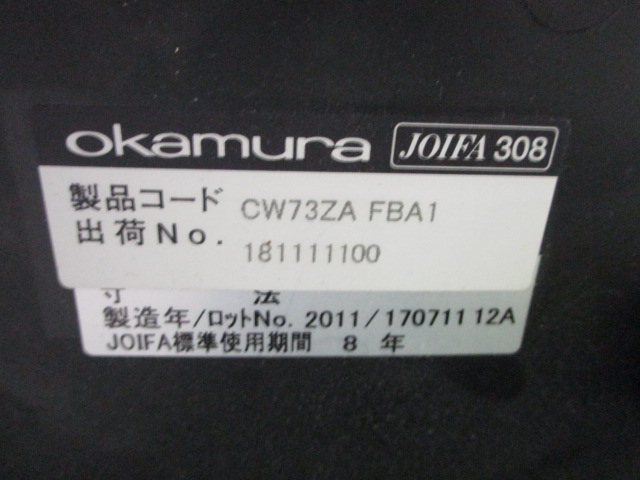 okamura JOIFA 308
製品コード CW73ZA FBA1
出荷No. 181111100
寸 法
製造年/ロットNo. 2011/17071112A
JOIFA標準使用期間 8 年